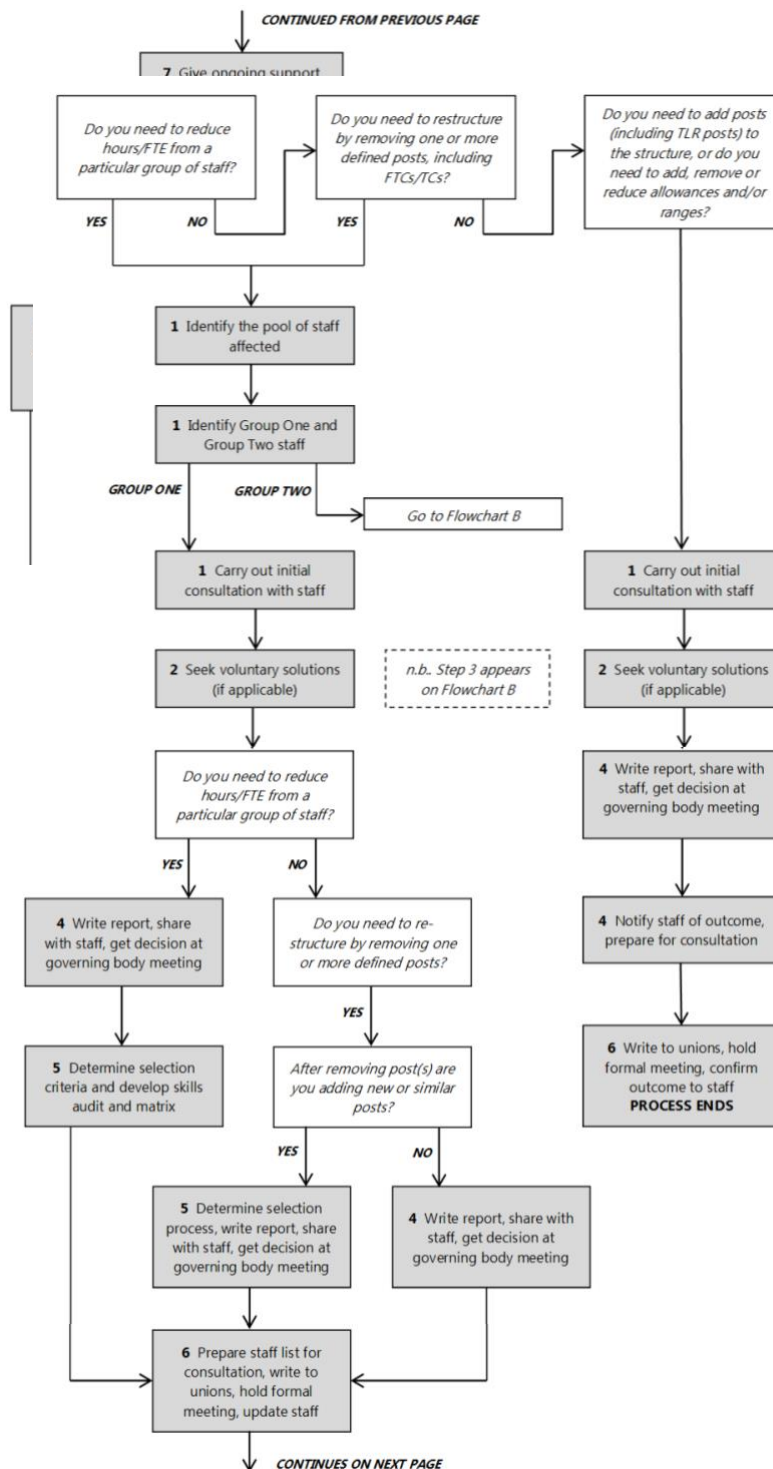 CONTINUED FROM PREVIOUS PAGE
7 Give ongoing support
Do you need to reduce
hours/FTE from a
particular group of staff?
YES
NO
Do you need to restructure
by removing one or more
defined posts, including
FTCs/TCs?
YES
NO
Do you need to add posts
(including TLR posts) to
the structure, or do you
need to add, remove or
reduce allowances and/or
ranges?
1 Identify the pool of staff
affected
1 Identify Group One and
Group Two staff
GROUP ONE
GROUP TWO
Go to Flowchart B
1 Carry out initial
consultation with staff
2 Seek voluntary solutions
(if applicable)
n.b.. Step 3 appears
on Flowchart B
Do you need to reduce
hours/FTE from a
particular group of staff?
YES
NO
4 Write report, share
with staff, get decision at
governing body meeting
5 Determine selection
criteria and develop skills
audit and matrix
Do you need to re-
structure by removing one
or more defined posts?
YES
After removing post(s) are
you adding new or similar
posts?
YES
NO
5 Determine selection
process, write report, share
with staff, get decision at
governing body meeting
4 Write report, share with
staff, get decision at
governing body meeting
6 Prepare staff list for
consultation, write to
unions, hold formal
meeting, update staff
CONTINUES ON NEXT PAGE
1 Carry out initial
consultation with staff
2 Seek voluntary solutions
(if applicable)
4 Write report, share with
staff, get decision at
governing body meeting
4 Notify staff of outcome,
prepare for consultation
6 Write to unions, hold
formal meeting, confirm
outcome to staff
PROCESS ENDS